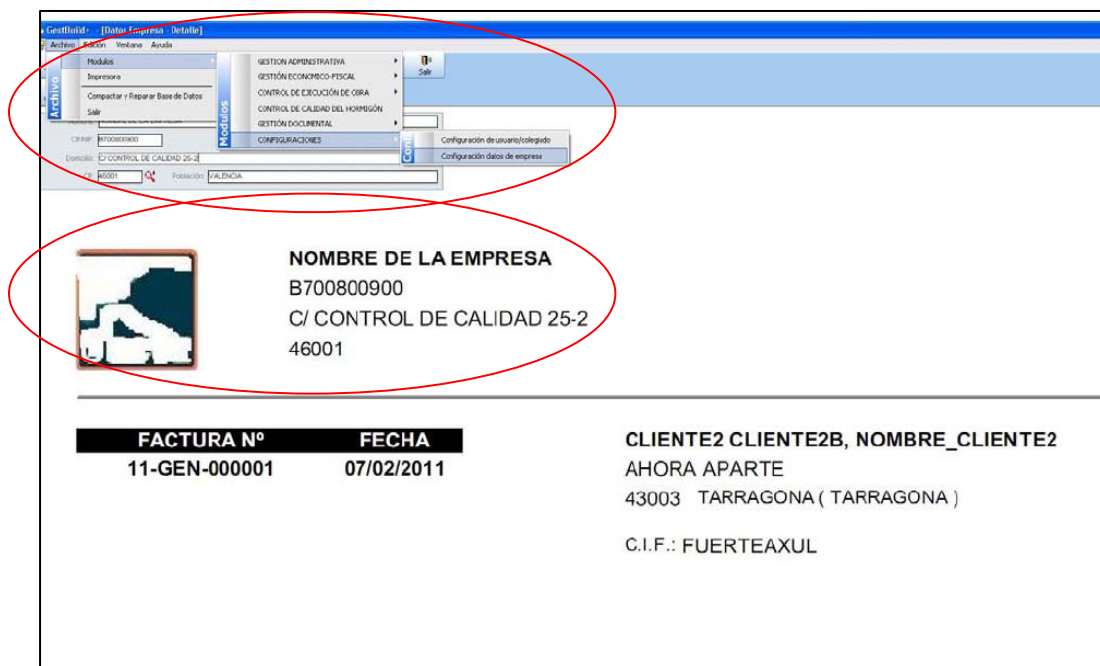 GestBuild+ - [Datos Empresa - Detalle]
Archivo Edición Ventana Ayuda
Archivo
Modulos
Impresora
Compactar y Reparar Base de Datos
Salir
Modulos
GESTION ADMINISTRATIVA
GESTIÓN ECONOMICO-FISCAL
CONTROL DE EJECUCIÓN DE OBRA
CONTROL DE CALIDAD DEL HORMIGÓN
GESTIÓN DOCUMENTAL
CONFIGURACIONES
Configuración de usuario/colegiado
Configuración datos de empresa
Salir
CIF/NIF: B700800900
Domicilio: C/ CONTROL DE CALIDAD 25-2
CP: 46001 Población: VALENCIA
NOMBRE DE LA EMPRESA
B700800900
C/ CONTROL DE CALIDAD 25-2
46001
FACTURA Nº FECHA
11-GEN-000001 07/02/2011
CLIENTE2 CLIENTE2B, NOMBRE_CLIENTE2
AHORA APARTE
43003 TARRAGONA ( TARRAGONA )
C.I.F.: FUERTEAXUL